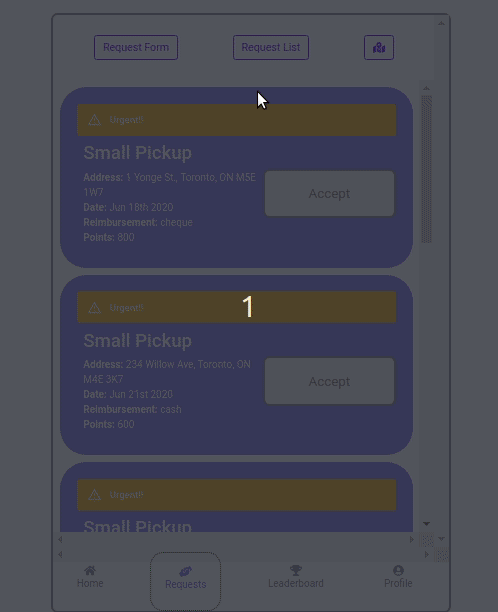 Request Form
Request List
Urgent!!
Small Pickup
Address: 1 Yonge St., Toronto, ON M5E
1W7
Date: Jun 18th 2020
Reimbursement: cheque
Points: 800
Accept
Urgent!!
1
Small Pickup
Address: 234 Willow Ave, Toronto, ON
M4E 3K7
Date: Jun 21st 2020
Reimbursement: cash
Points: 600
Accept
Urgent!!
Small Pickup
Home
Requests
Leaderboard
Profile